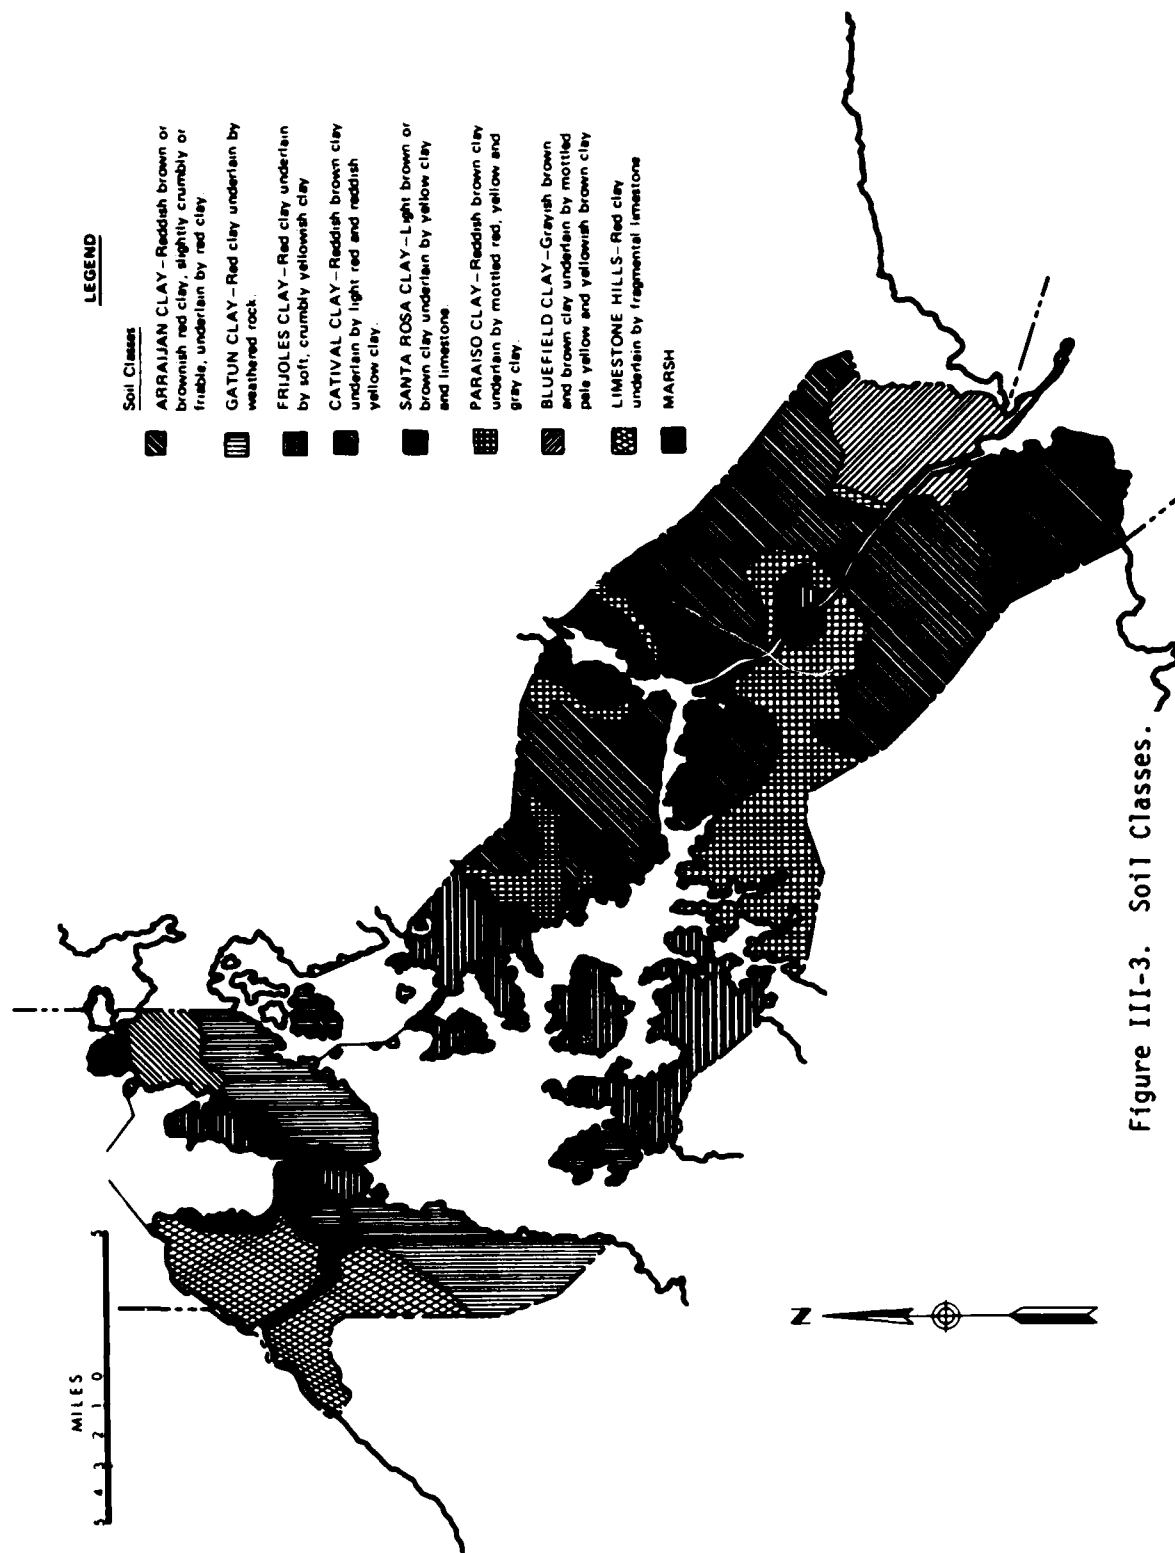 LEGEND
Soil Classes
ARRAIJAN CLAY–Reddish brown or
brownish red clay, slightly crumbly or
friable, underlain by red clay.
GATUN CLAY–Red clay underlain by
weathered rock.
FRIJOLES CLAY–Red clay underlain
by soft, crumbly yellowish clay
CATIVAL CLAY–Reddish brown clay
underlain by light red and reddish
yellow clay.
SANTA ROSA CLAY–Light brown or
brown clay underlain by yellow clay
and limestone.
PARAISO CLAY–Reddish brown clay
underlain by mottled red, yellow and
gray clay.
BLUEFIELD CLAY–Grayish brown
and brown clay underlain by mottled
pale yellow and yellowish brown clay
LIMESTONE HILLS–Red clay
underlain by fragmental limestone
MARSH
MILES
5 4 3 2 1 0 5
N
Figure III-3. Soil Classes.